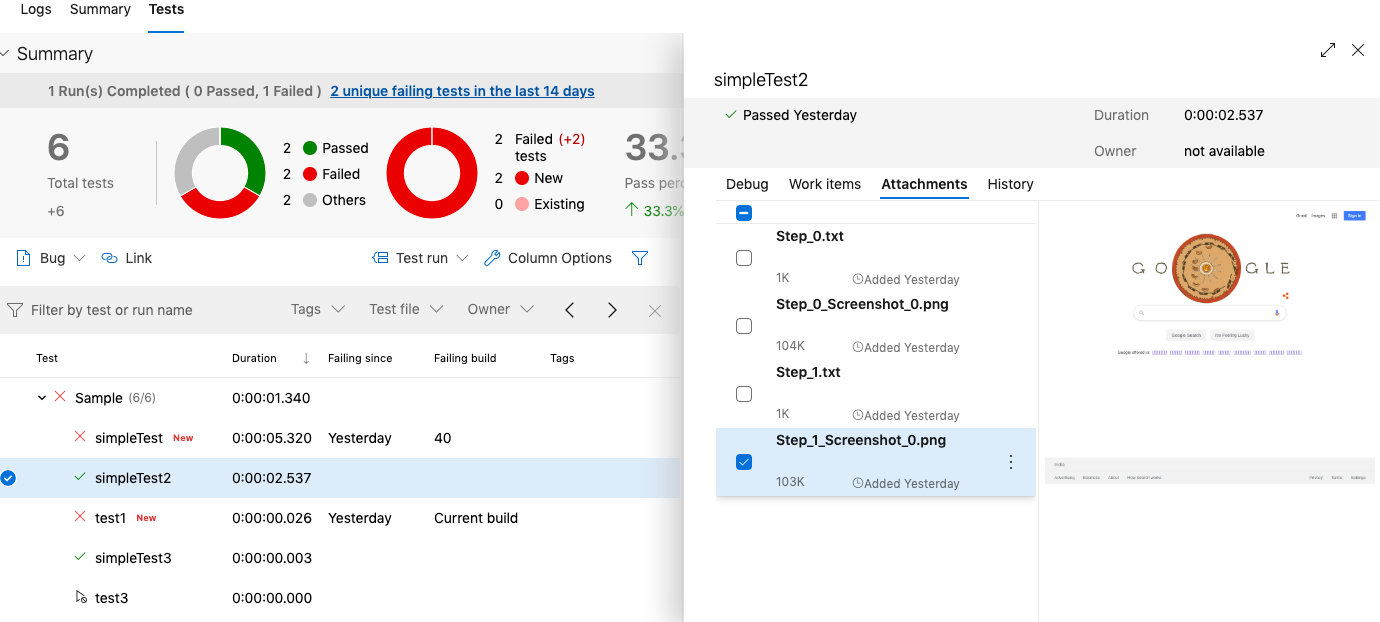 Logs Summary Tests
Summary
1 Run(s) Completed ( 0 Passed, 1 Failed ) 2 unique failing tests in the last 14 days
6
Total tests
+6
2 Passed
2 Failed
2 Others
2 Failed (+2)
tests
2 New
0 Existing
33.
Pass perc
33.3%
Bug Link Test run Column Options
Filter by test or run name Tags Test file Owner
Test Duration Failing since Failing build Tags
Sample (6/6) 0:00:01.340
simpleTest New 0:00:05.320 Yesterday 40
simpleTest2 0:00:02.537
test1 New 0:00:00.026 Yesterday Current build
simpleTest3 0:00:00.003
test3 0:00:00.000
simpleTest2
Passed Yesterday Duration 0:00:02.537
Owner not available
Debug Work items Attachments History
Step_0.txt
1K Added Yesterday
Step_0_Screenshot_0.png
104K Added Yesterday
Step_1.txt
1K Added Yesterday
Step_1_Screenshot_0.png
103K Added Yesterday
Gmail Images Sign in
GO GLE
Google Search I'm Feeling Lucky
Google offered in:
India
Advertising Business About How Search works
Privacy Terms Settings